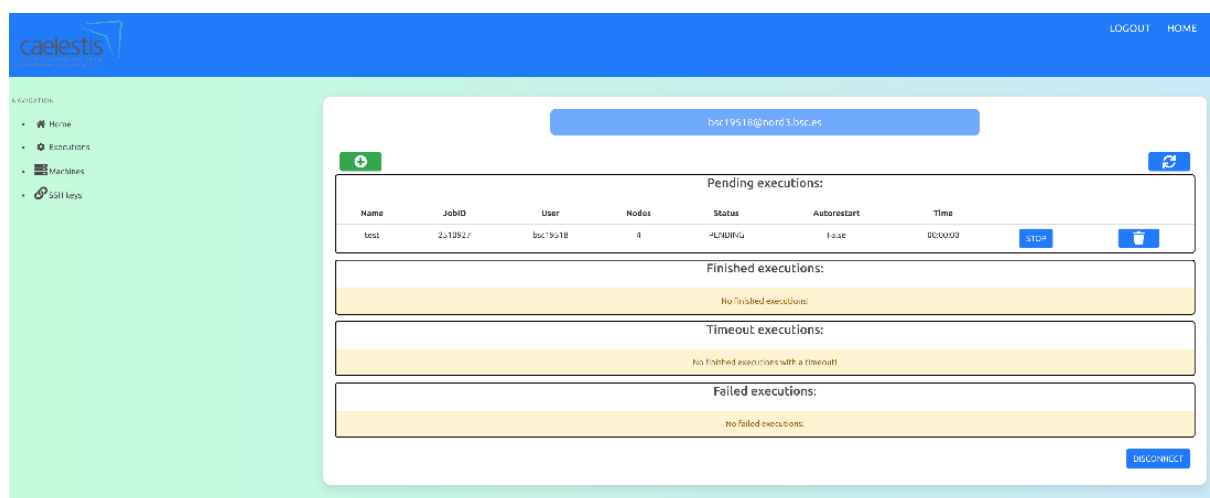 LOGOUT HOME
caelestis
NAVIGATION
Home
Executions
Machines
SSH keys
bsc19518@nord3.bsc.es
Pending executions:
Name JobID User Nodes Status Autorestart Time
test 2310927 bsc19518 4 PENDING False 00:00:00 STOP
Finished executions:
No finished executions!
Timeout executions:
No finished executions with a timeout!
Failed executions:
No failed executions!
DISCONNECT